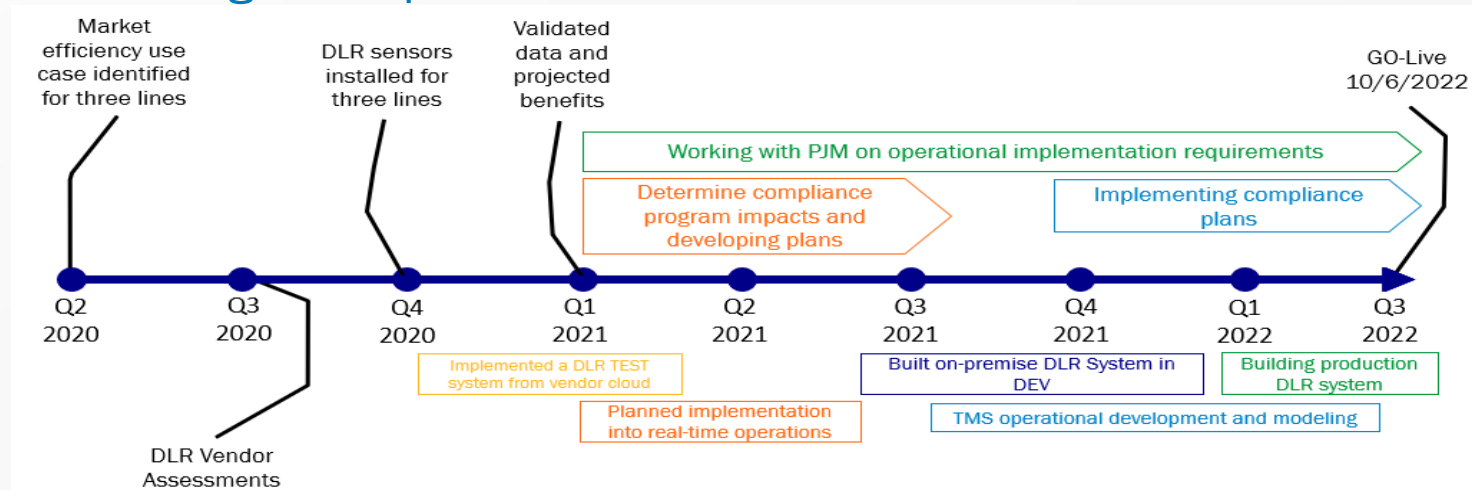 Market
efficiency use
case identified
for three lines
DLR sensors
installed for
three lines
Validated
data and
projected
benefits
GO-Live
10/6/2022
Working with PJM on operational implementation requirements
Determine compliance
program impacts and
developing plans
Implementing compliance
plans
Q2
2020
Q3
2020
Q4
2020
Q1
2021
Q2
2021
Q3
2021
Q4
2021
Q1
2022
Q3
2022
Implemented a DLR TEST
system from vendor cloud
Built on-premise DLR System in
DEV
Building production
DLR system
Planned implementation
into real-time operations
TMS operational development and modeling
DLR Vendor
Assessments